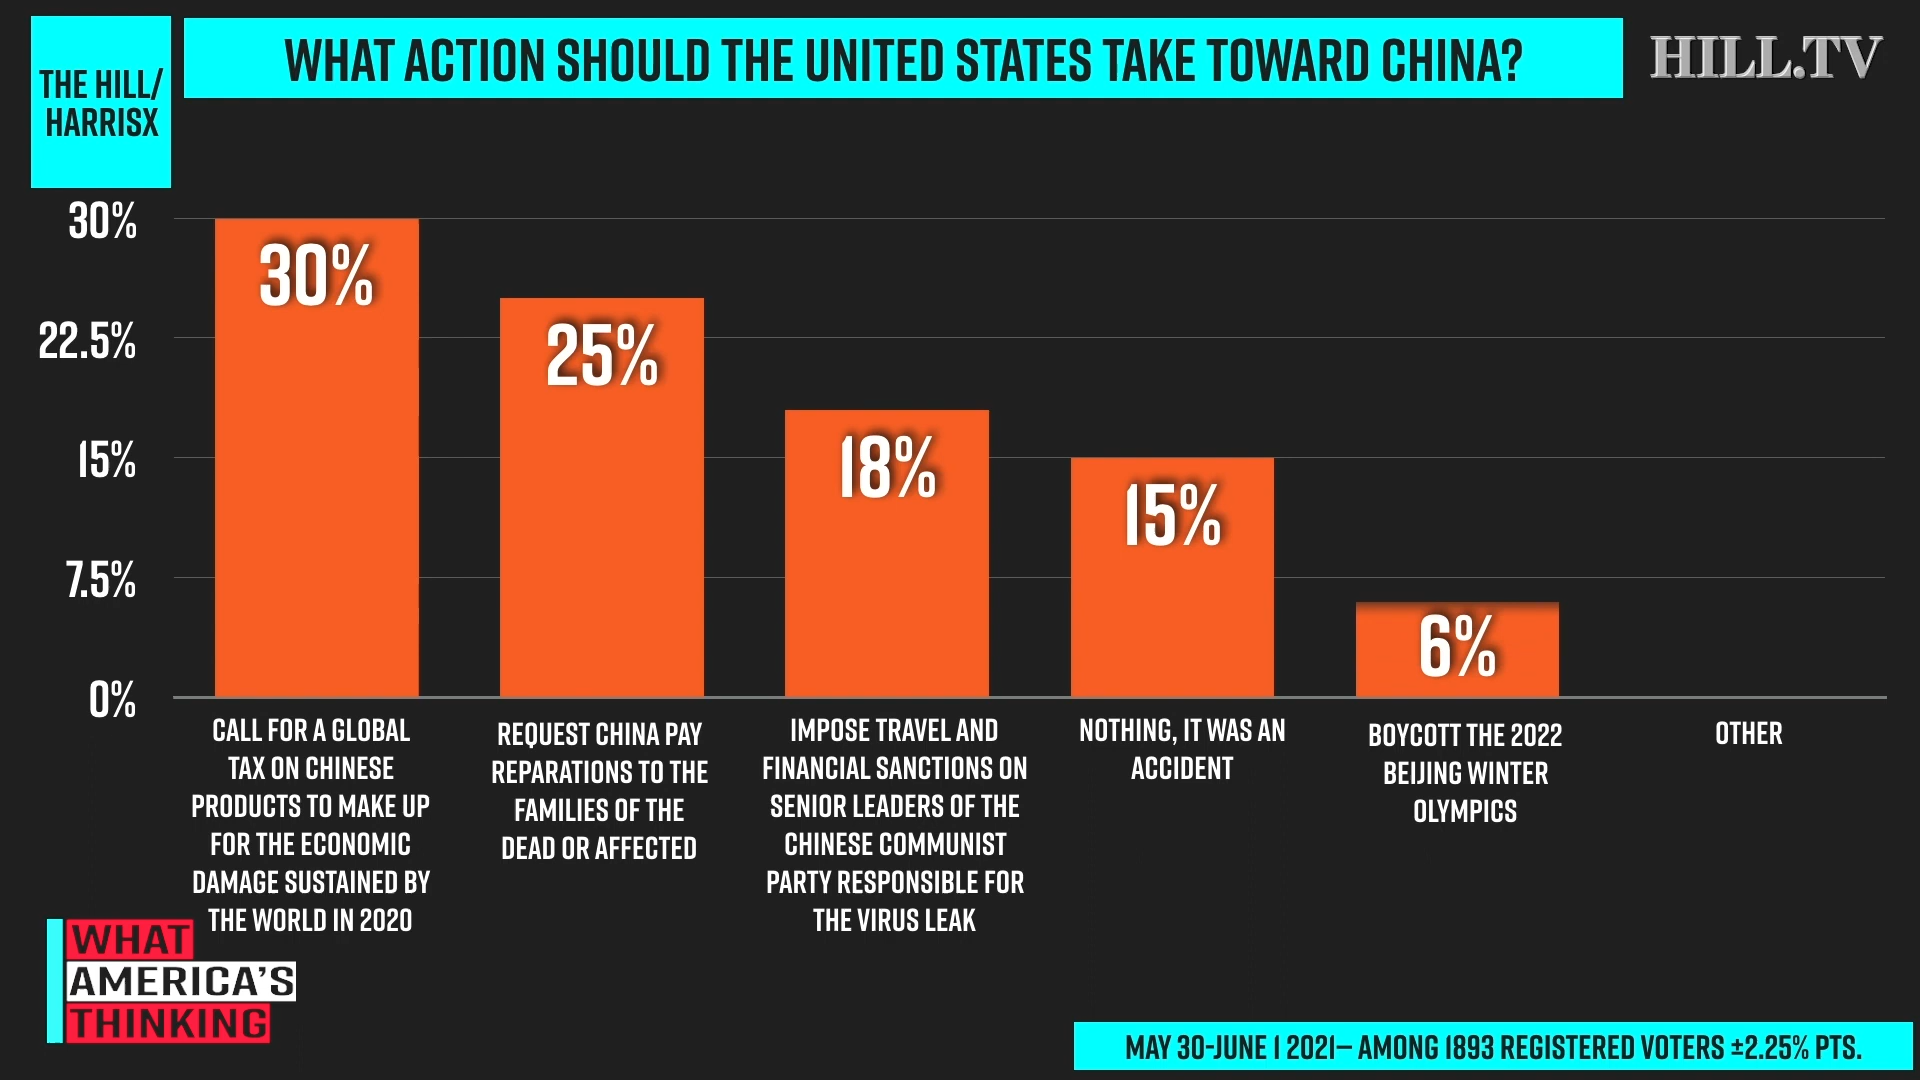 THE HILL/
HARRISX
WHAT ACTION SHOULD THE UNITED STATES TAKE TOWARD CHINA?
HILL.TV
30%
22.5%
15%
7.5%
0%
30%
25%
18%
15%
6%
CALL FOR A GLOBAL
TAX ON CHINESE
PRODUCTS TO MAKE UP
FOR THE ECONOMIC
DAMAGE SUSTAINED BY
THE WORLD IN 2020
REQUEST CHINA PAY
REPARATIONS TO THE
FAMILIES OF THE
DEAD OR AFFECTED
IMPOSE TRAVEL AND
FINANCIAL SANCTIONS ON
SENIOR LEADERS OF THE
CHINESE COMMUNIST
PARTY RESPONSIBLE FOR
THE VIRUS LEAK
NOTHING, IT WAS AN
ACCIDENT
BOYCOTT THE 2022
BEIJING WINTER
OLYMPICS
OTHER
WHAT
AMERICA'S
THINKING
MAY 30-JUNE 1 2021– AMONG 1893 REGISTERED VOTERS ±2.25% PTS.